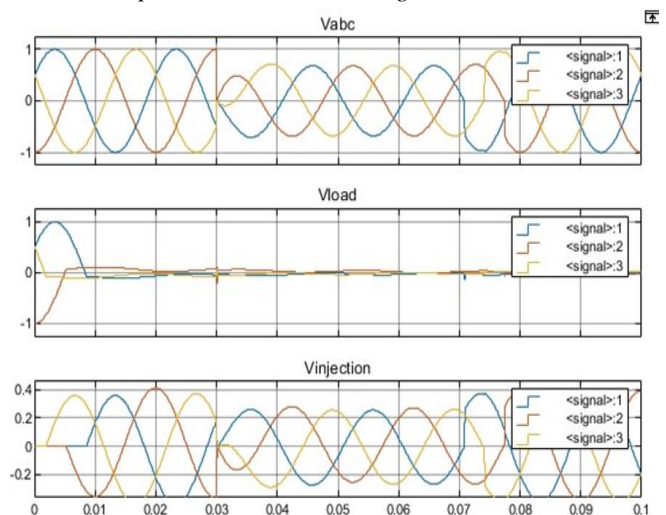 Vabc
1
0
-1
<signal>:1
<signal>:2
<signal>:3
Vload
1
0
-1
<signal>:1
<signal>:2
<signal>:3
Vinjection
0.4
0.2
0
-0.2
<signal>:1
<signal>:2
<signal>:3
0 0.01 0.02 0.03 0.04 0.05 0.06 0.07 0.08 0.09 0.1